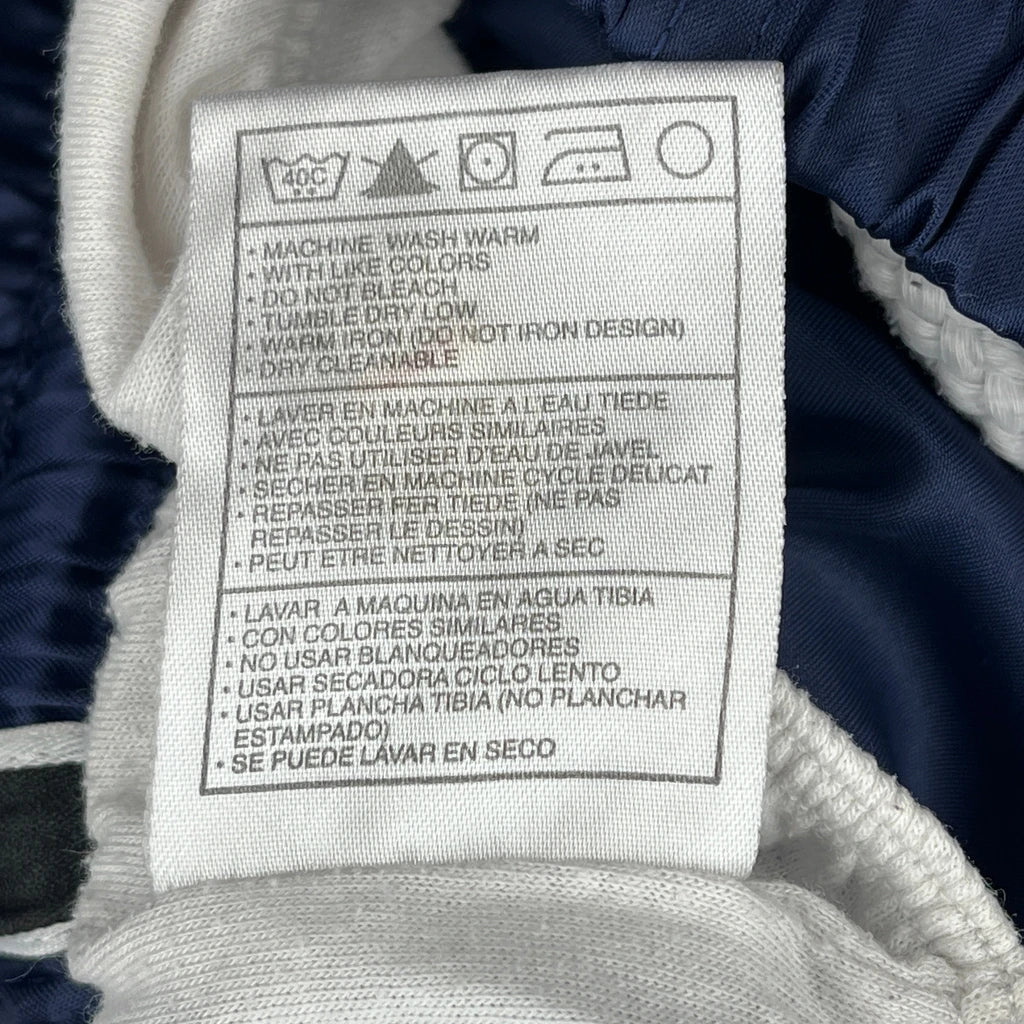 40C
• MACHINE WASH WARM
• WITH LIKE COLORS
• DO NOT BLEACH
• TUMBLE DRY LOW
• WARM IRON (DO NOT IRON DESIGN)
• DRY CLEANABLE
• LAVER EN MACHINE A L'EAU TIEDE
• AVEC COULEURS SIMILAIRES
• NE PAS UTILISER D'EAU DE JAVEL
• SECHER EN MACHINE CYCLE DELICAT
• REPASSER FER TIEDE (NE PAS
REPASSER LE DESSIN)
• PEUT ETRE NETTOYER A SEC
• LAVAR A MAQUINA EN AGUA TIBIA
• CON COLORES SIMILARES
• NO USAR BLANQUEADORES
• USAR SECADORA CICLO LENTO
• USAR PLANCHA TIBIA (NO PLANCHAR
ESTAMPADO)
• SE PUEDE LAVAR EN SECO